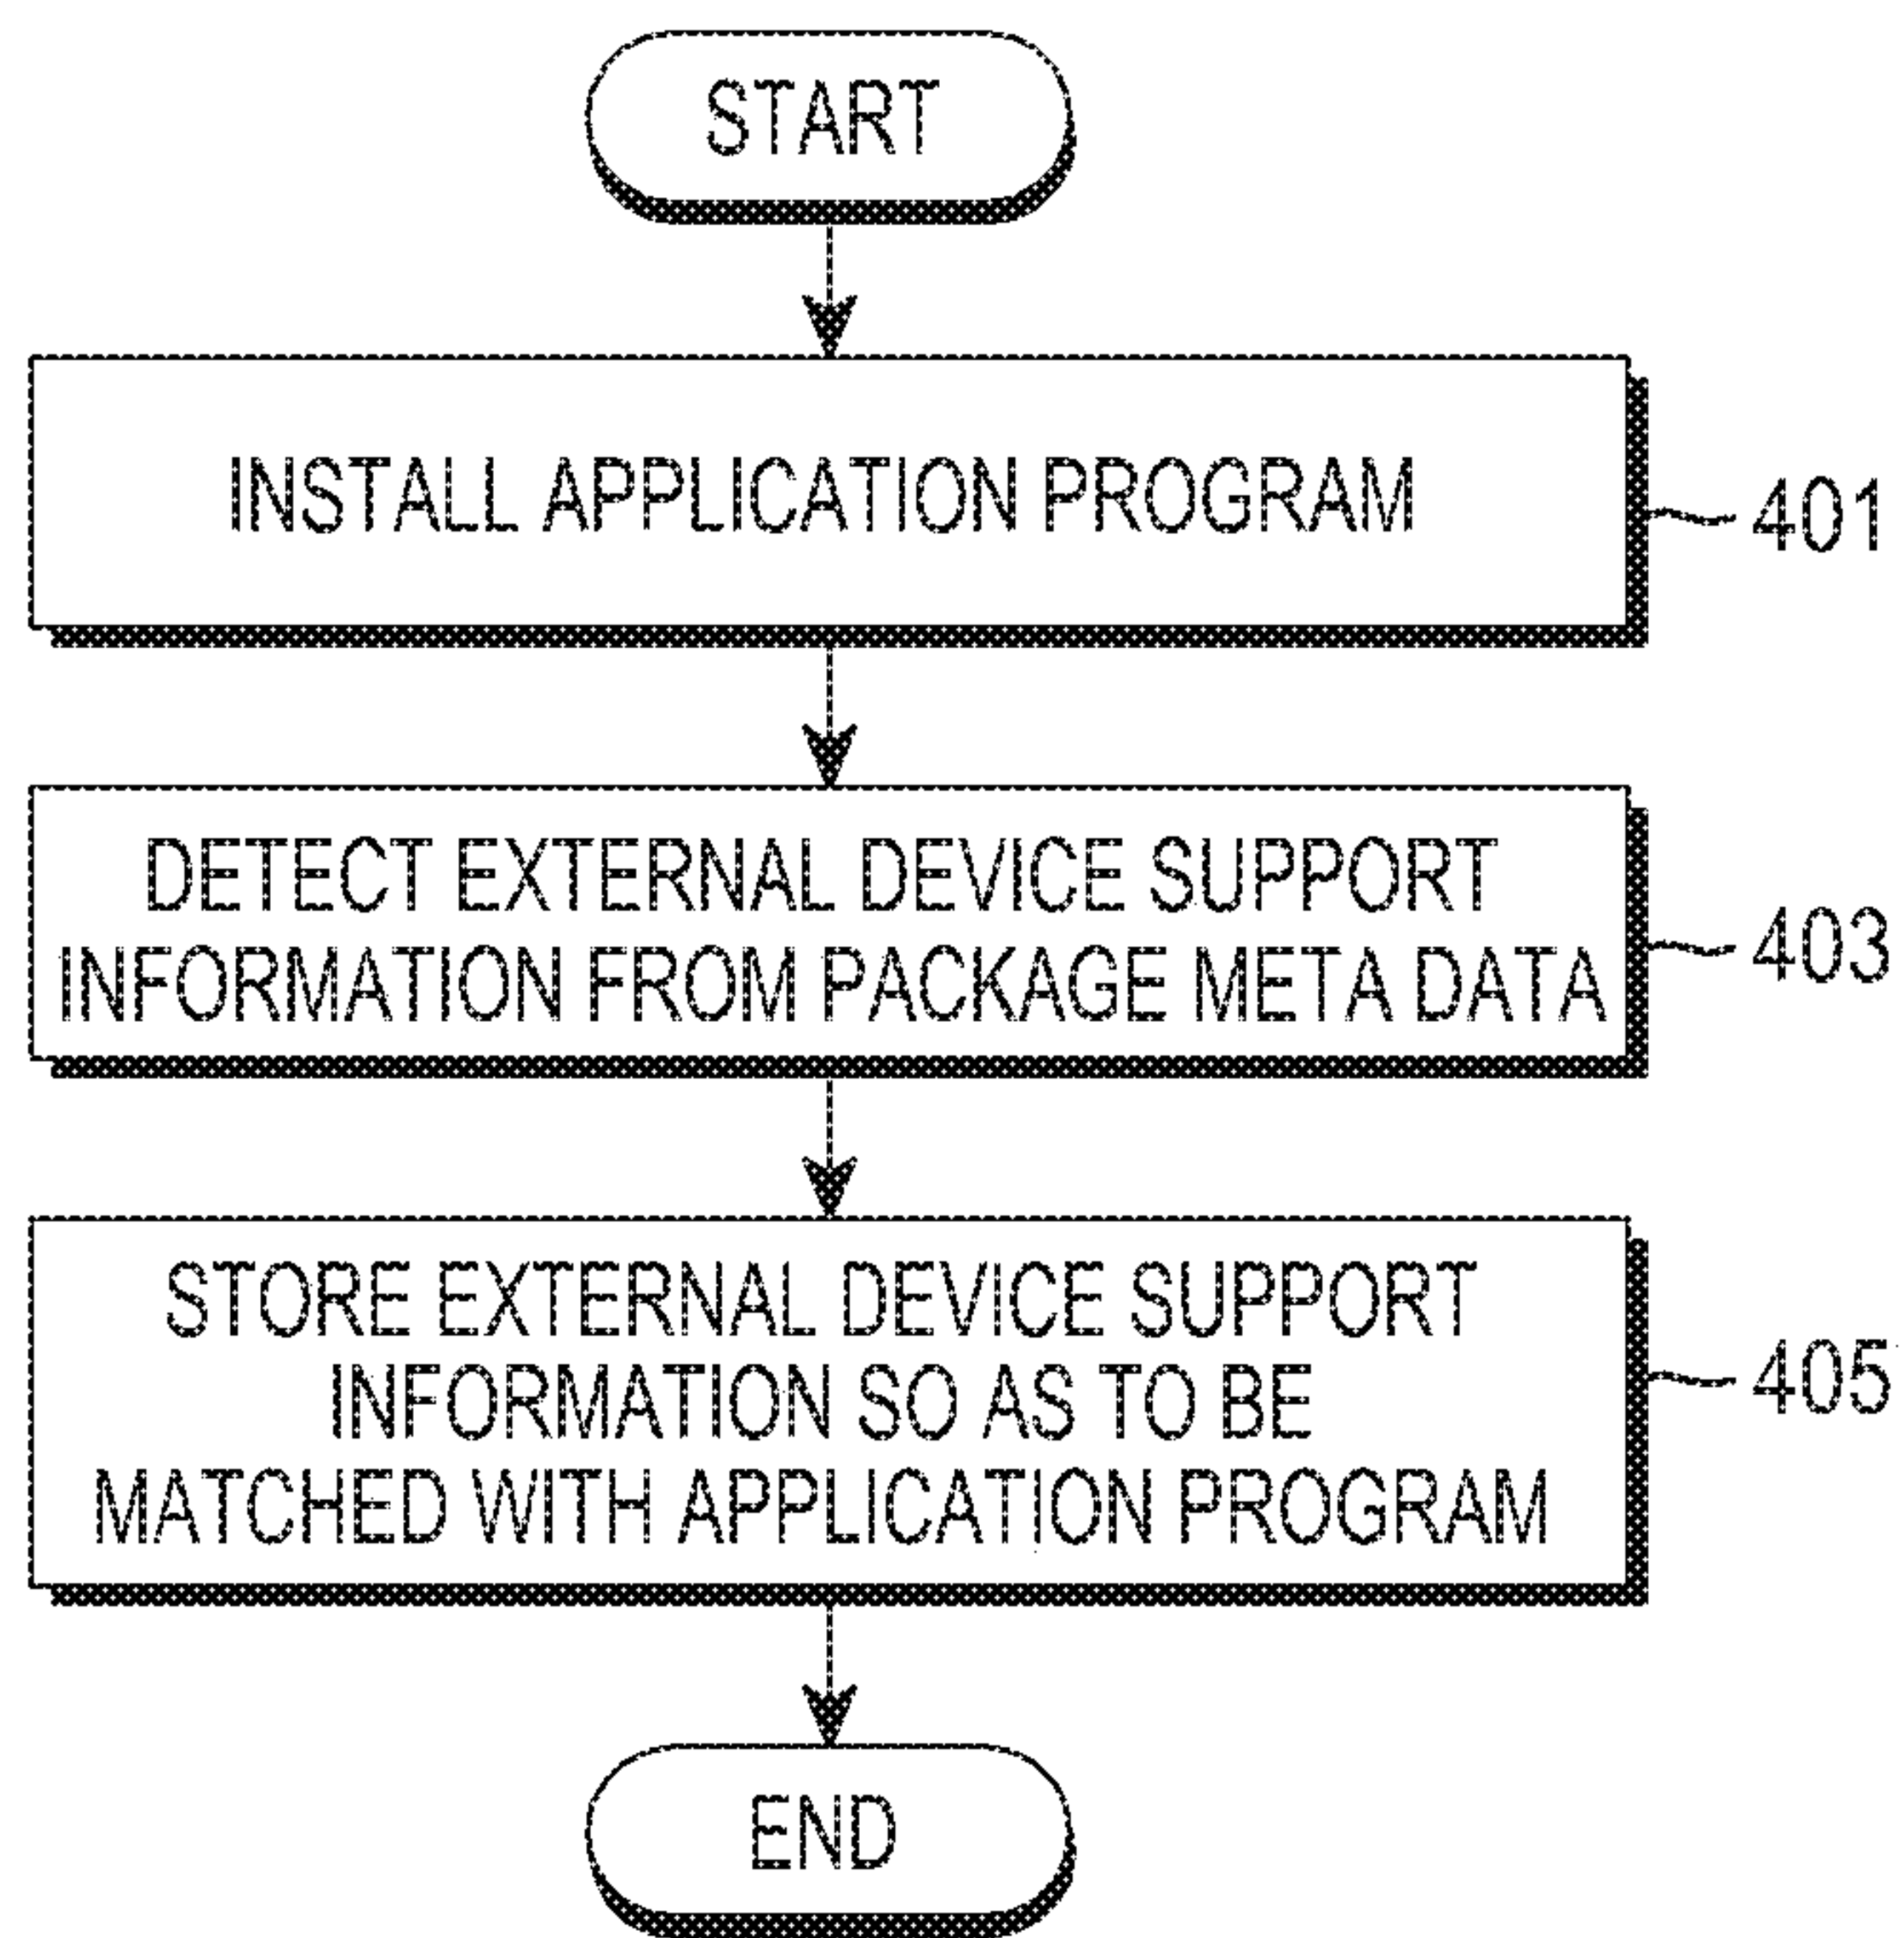 START
INSTALL APPLICATION PROGRAM
401
DETECT EXTERNAL DEVICE SUPPORT
INFORMATION FROM PACKAGE META DATA
403
STORE EXTERNAL DEVICE SUPPORT
INFORMATION SO AS TO BE
MATCHED WITH APPLICATION PROGRAM
405
END